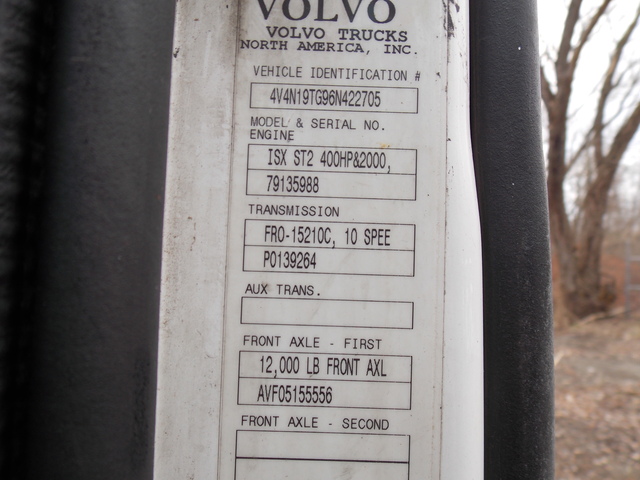 VOLVO
VOLVO TRUCKS
NORTH AMERICA, INC.
VEHICLE IDENTIFICATION #
4V4N19TG96N422705
MODEL & SERIAL NO.
ENGINE
ISX ST2 400HP&2000,
79135988
TRANSMISSION
FRO-15210C, 10 SPEE
P0139264
AUX TRANS.
FRONT AXLE - FIRST
12,000 LB FRONT AXL
AVF05155556
FRONT AXLE - SECOND